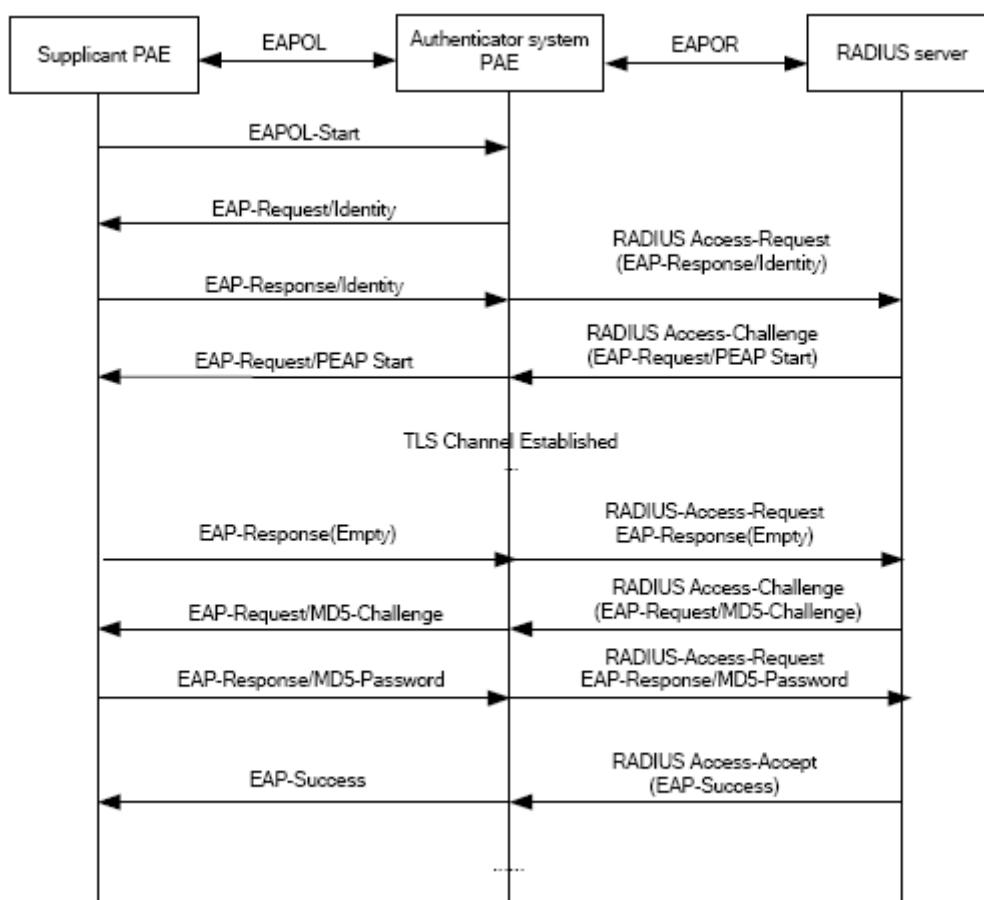 Supplicant PAE
EAPOL
Authenticator system
PAE
EAPOR
RADIUS server
EAPOL-Start
EAP-Request/Identity
RADIUS Access-Request
(EAP-Response/Identity)
EAP-Response/Identity
RADIUS Access-Challenge
(EAP-Request/PEAP Start)
EAP-Request/PEAP Start
TLS Channel Established
RADIUS-Access-Request
EAP-Response(Empty)
EAP-Response(Empty)
RADIUS Access-Challenge
(EAP-Request/MD5-Challenge)
EAP-Request/MD5-Challenge
RADIUS-Access-Request
EAP-Response/MD5-Password
EAP-Response/MD5-Password
RADIUS Access-Accept
(EAP-Success)
EAP-Success